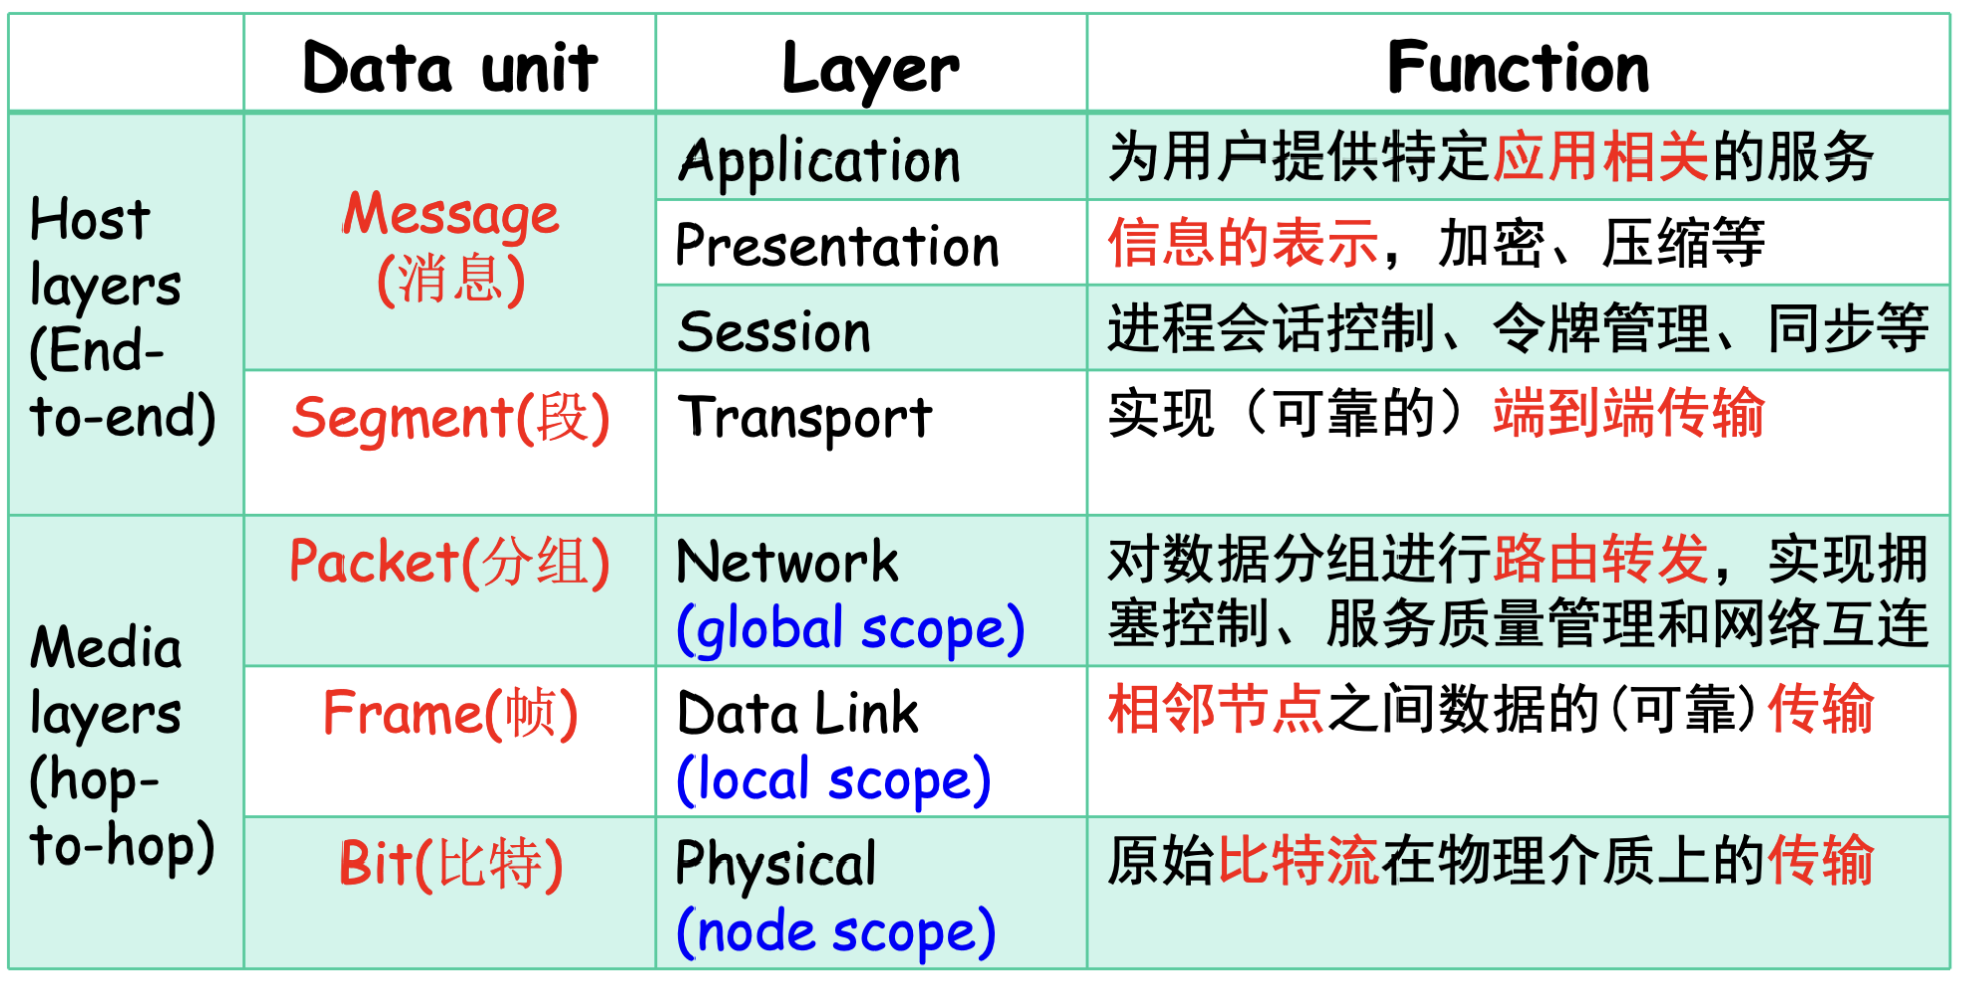 Data unit Layer Function
Host
layers
(End-
to-end)
Message
(消息)
Application 为用户提供特定应用相关的服务
Presentation 信息的表示，加密、压缩等
Session 进程会话控制、令牌管理、同步等
Segment(段) Transport 实现（可靠的）端到端传输
Media
layers
(hop-
to-hop)
Packet(分组) Network 对数据分组进行路由转发，实现拥
(global scope) 塞控制、服务质量管理和网络互连
Frame(帧) Data Link 相邻节点之间数据的(可靠)传输
(local scope)
Bit(比特) Physical 原始比特流在物理介质上的传输
(node scope)